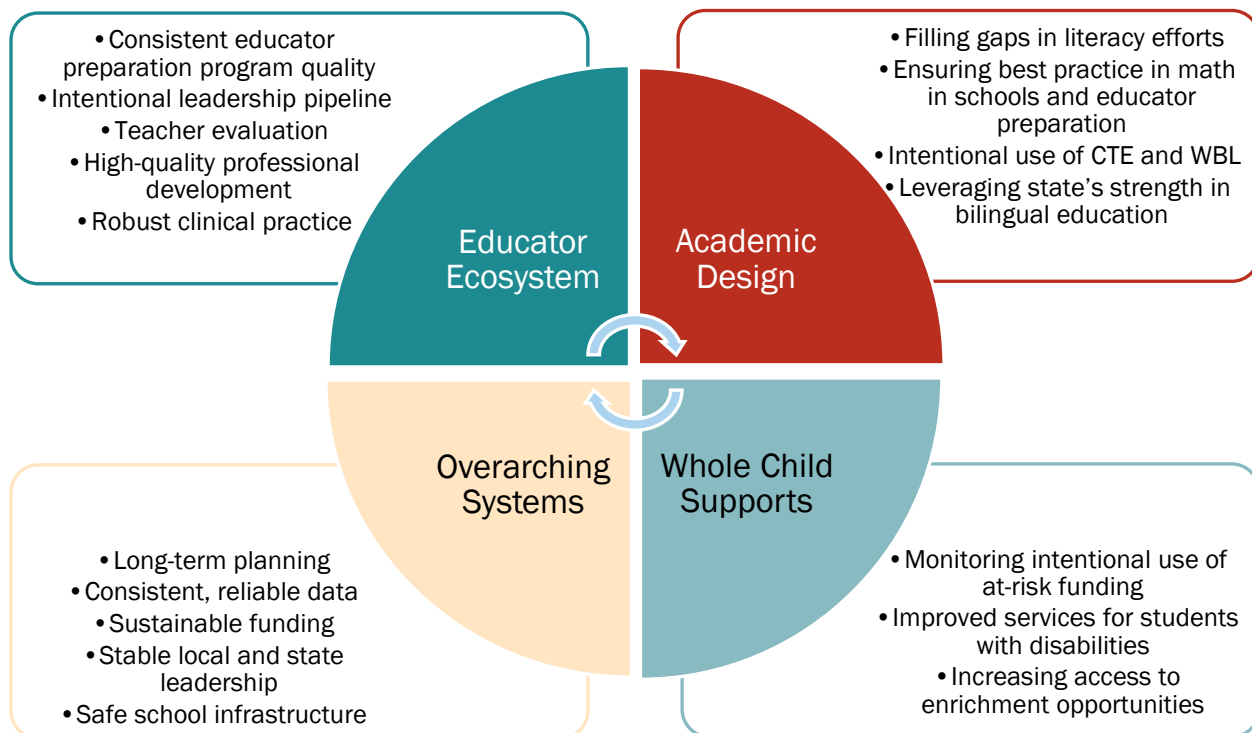 • Consistent educator
preparation program quality
• Intentional leadership pipeline
• Teacher evaluation
• High-quality professional
development
• Robust clinical practice
• Filling gaps in literacy efforts
• Ensuring best practice in math
in schools and educator
preparation
• Intentional use of CTE and WBL
• Leveraging state’s strength in
bilingual education
Educator
Ecosystem
Academic
Design
Overarching
Systems
Whole Child
Supports
• Long-term planning
• Consistent, reliable data
• Sustainable funding
• Stable local and state
leadership
• Safe school infrastructure
• Monitoring intentional use of
at-risk funding
• Improved services for students
with disabilities
• Increasing access to
enrichment opportunities